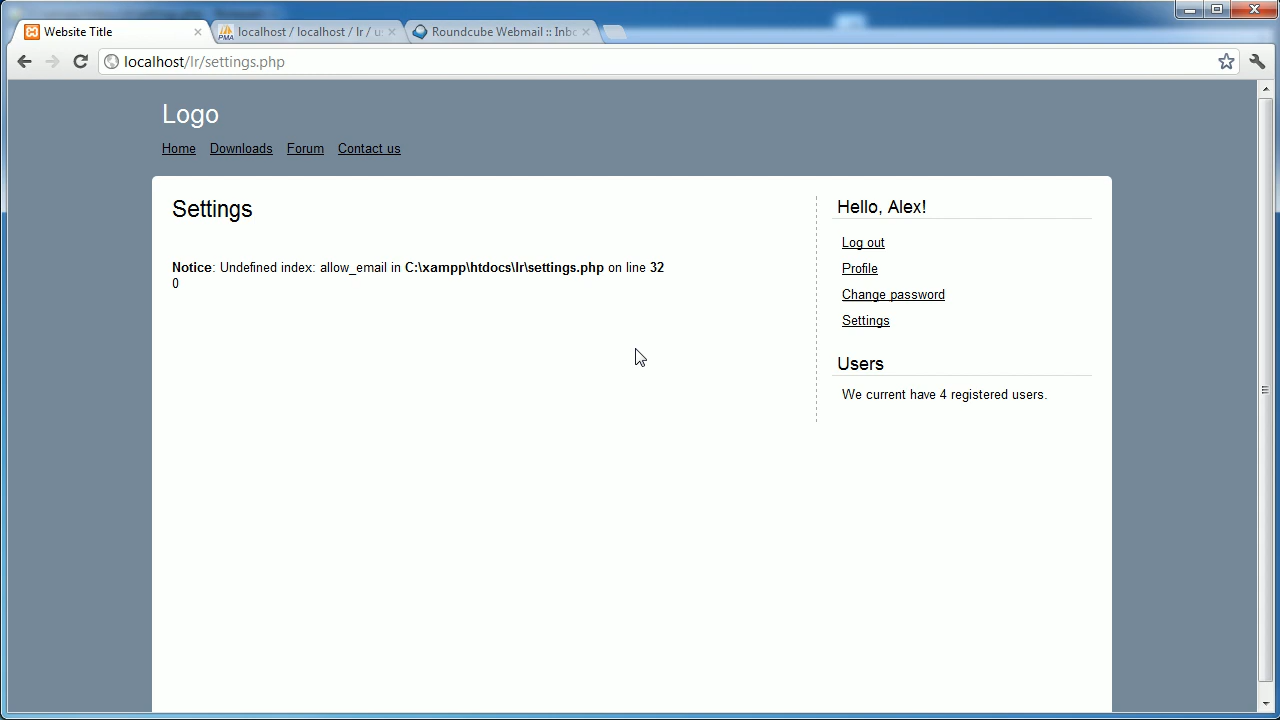 Website Title
localhost / localhost / lr / u
Roundcube Webmail :: Inbo
localhost/lr/settings.php
Logo
Home Downloads Forum Contact us
Settings
Notice: Undefined index: allow_email in C:\xampp\htdocs\lr\settings.php on line 32
0
Hello, Alex!
Log out
Profile
Change password
Settings
Users
We current have 4 registered users.